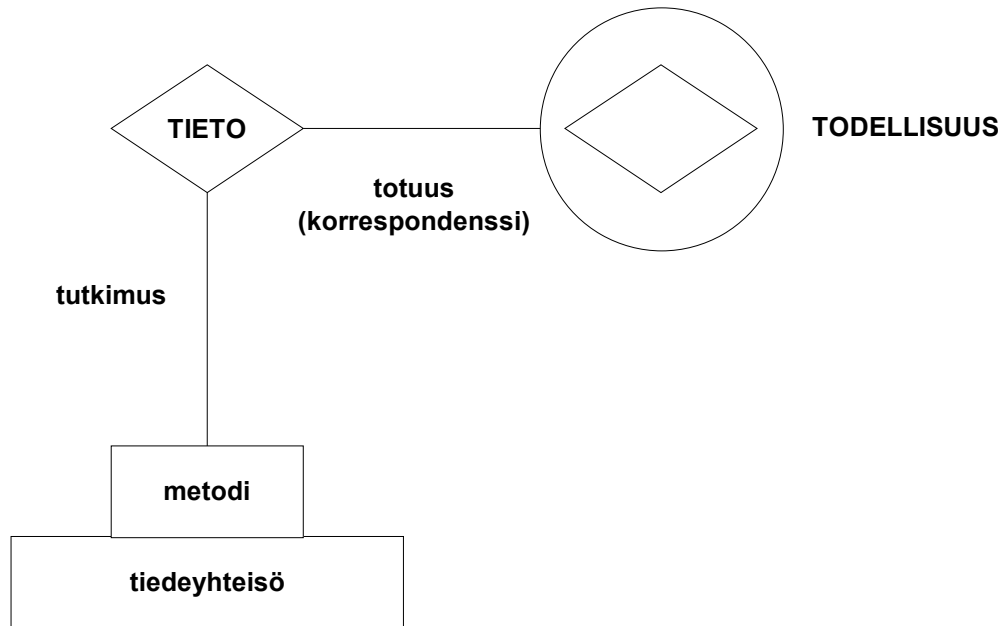 TIETO
TODELLISUUS
totuus
(korrespondenssi)
tutkimus
metodi
tiedeyhteisö